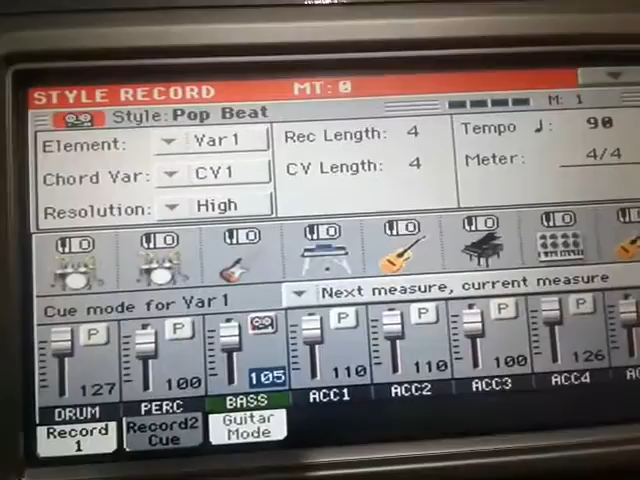 STYLE RECORD MT: 0
Style: Pop Beat M: 1
Element: Var1 Rec Length: 4 Tempo ♩: 90
Chord Var: CV1 CV Length: 4 Meter: 4/4
Resolution: High
Cue mode for Var1 Next measure, current measure
P P P P P P
127 100 105 110 110 100 126
DRUM PERC BASS ACC1 ACC2 ACC3 ACC4
Record 1 Record2 Cue Guitar Mode